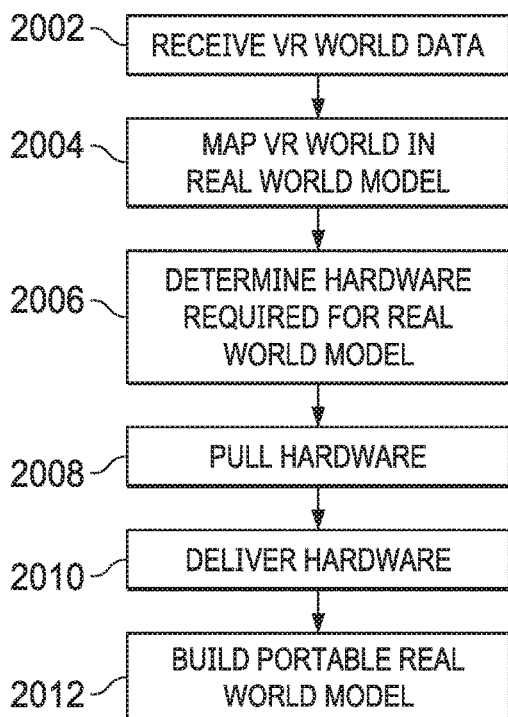 2002
RECEIVE VR WORLD DATA
2004
MAP VR WORLD IN
REAL WORLD MODEL
2006
DETERMINE HARDWARE
REQUIRED FOR REAL
WORLD MODEL
2008
PULL HARDWARE
2010
DELIVER HARDWARE
2012
BUILD PORTABLE REAL
WORLD MODEL